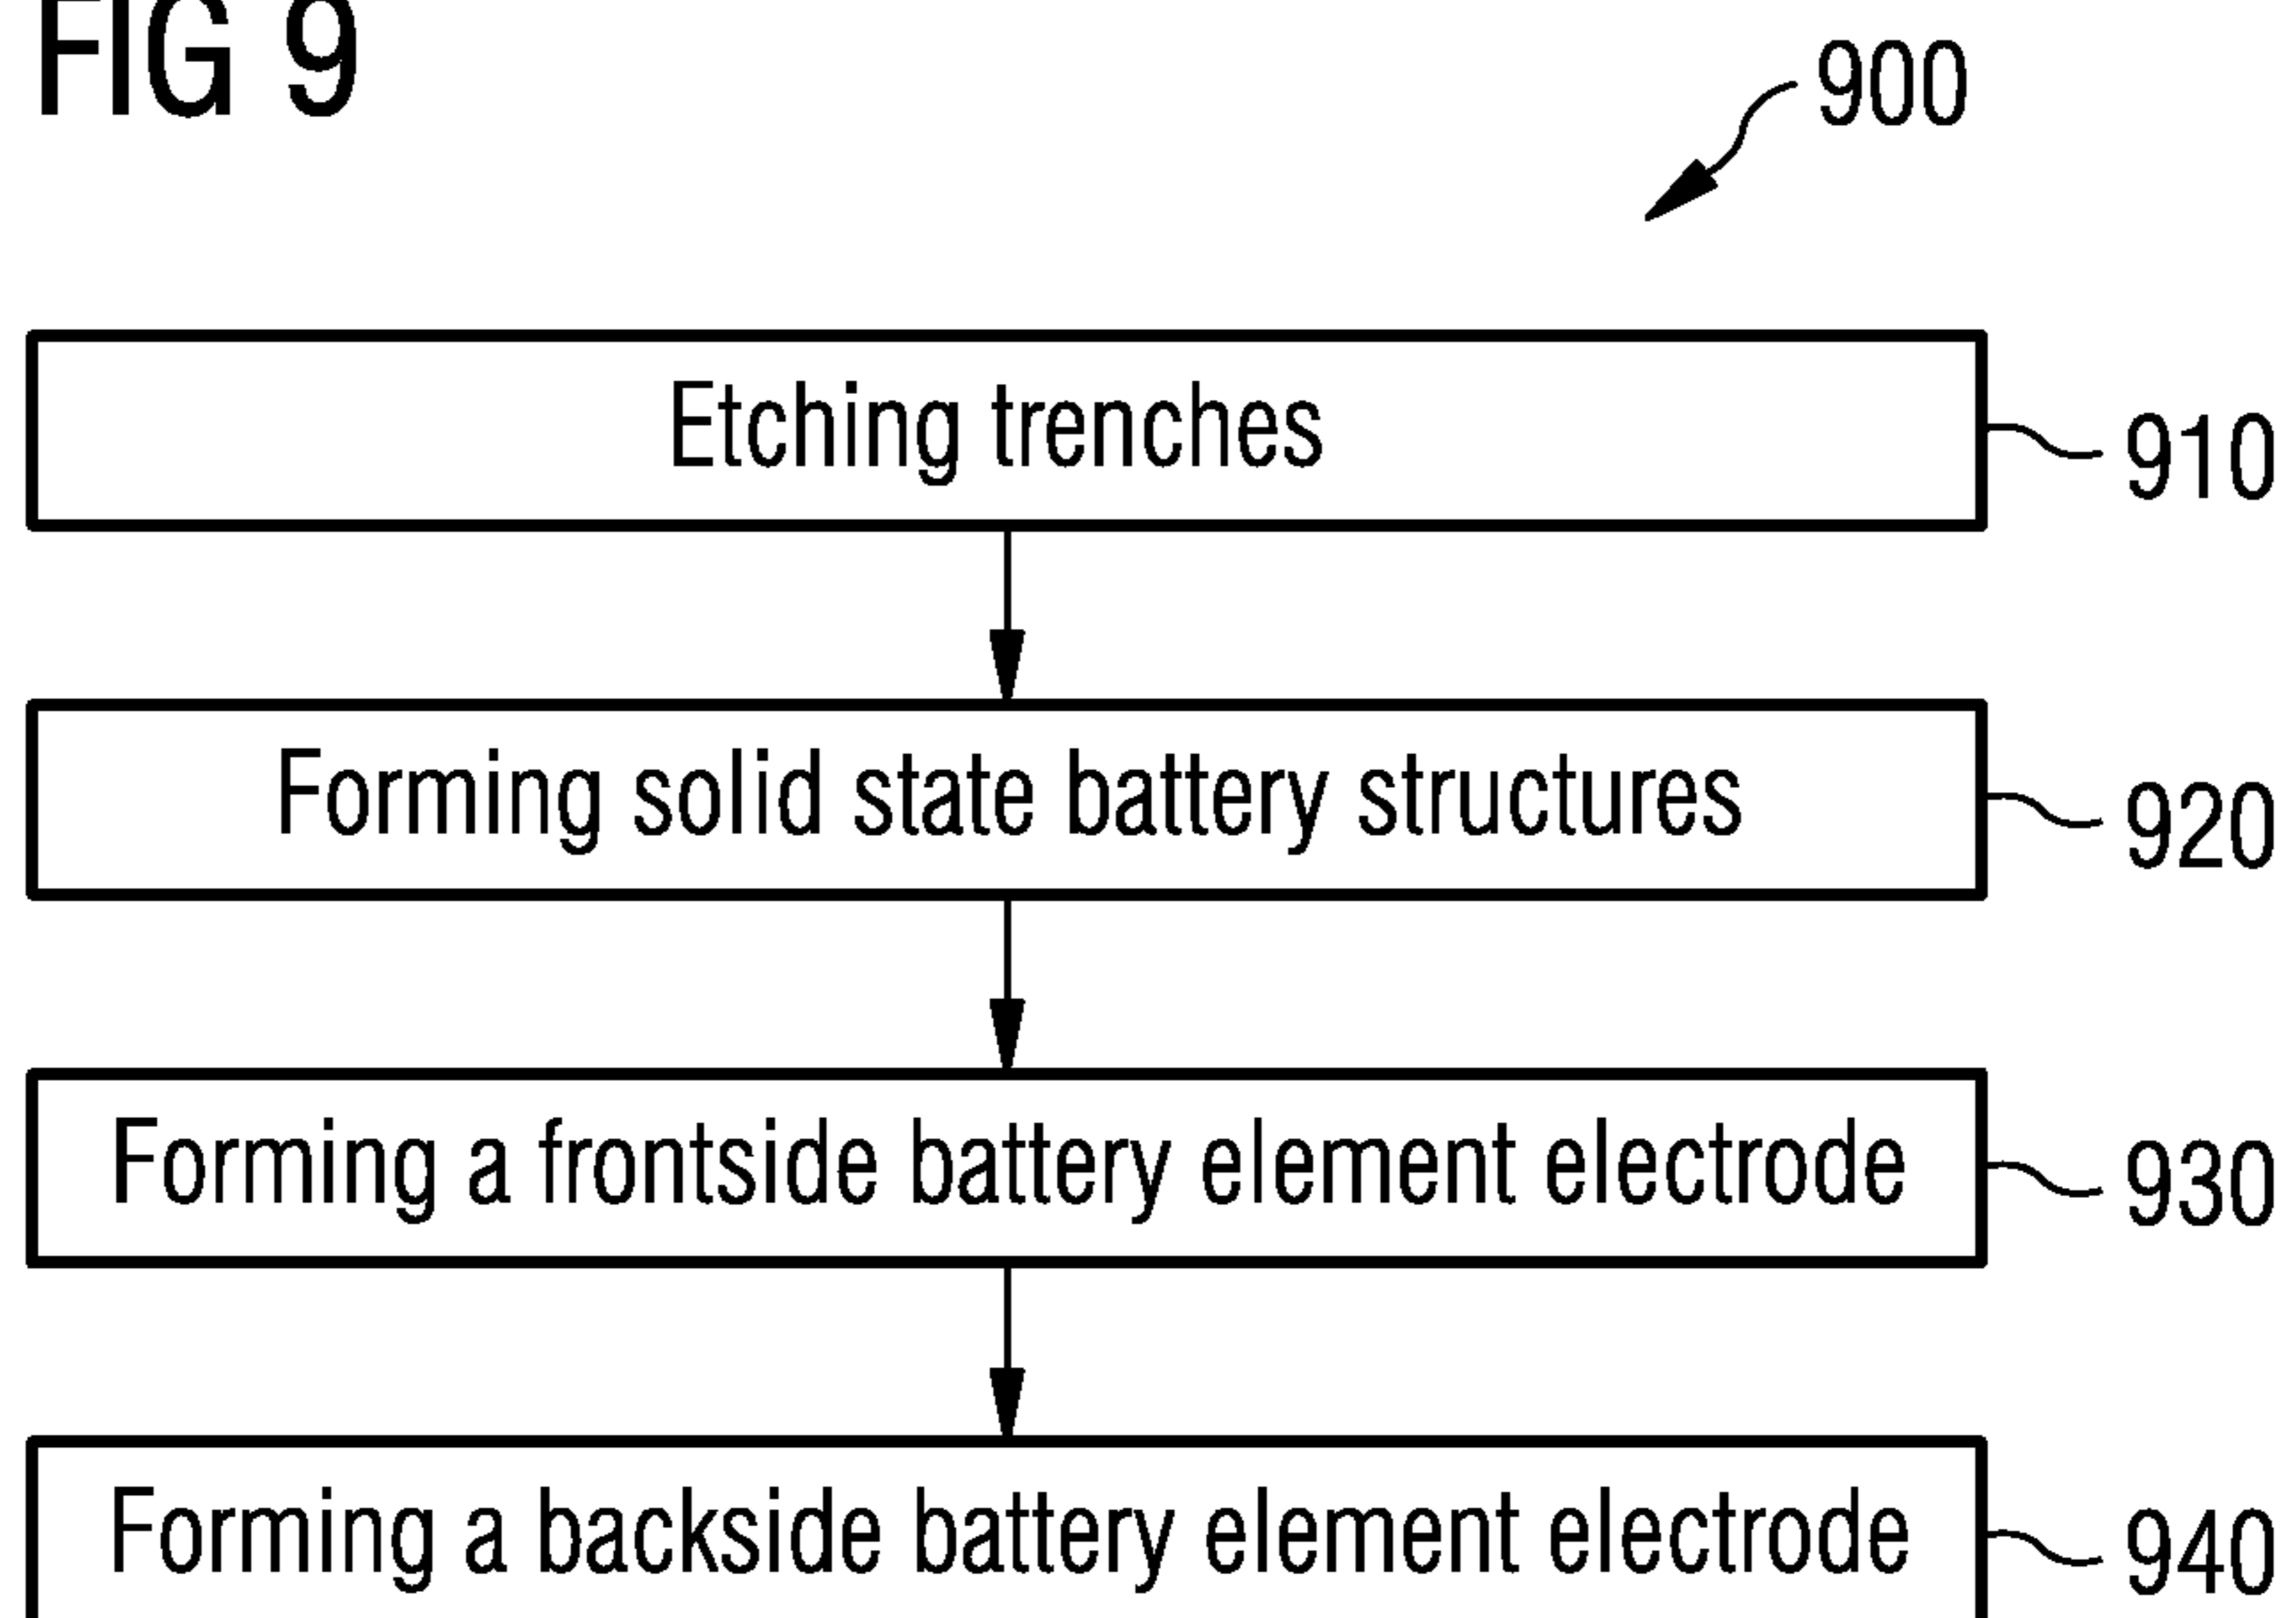 FIG 9
900
Etching trenches
910
Forming solid state battery structures
920
Forming a frontside battery element electrode
930
Forming a backside battery element electrode
940